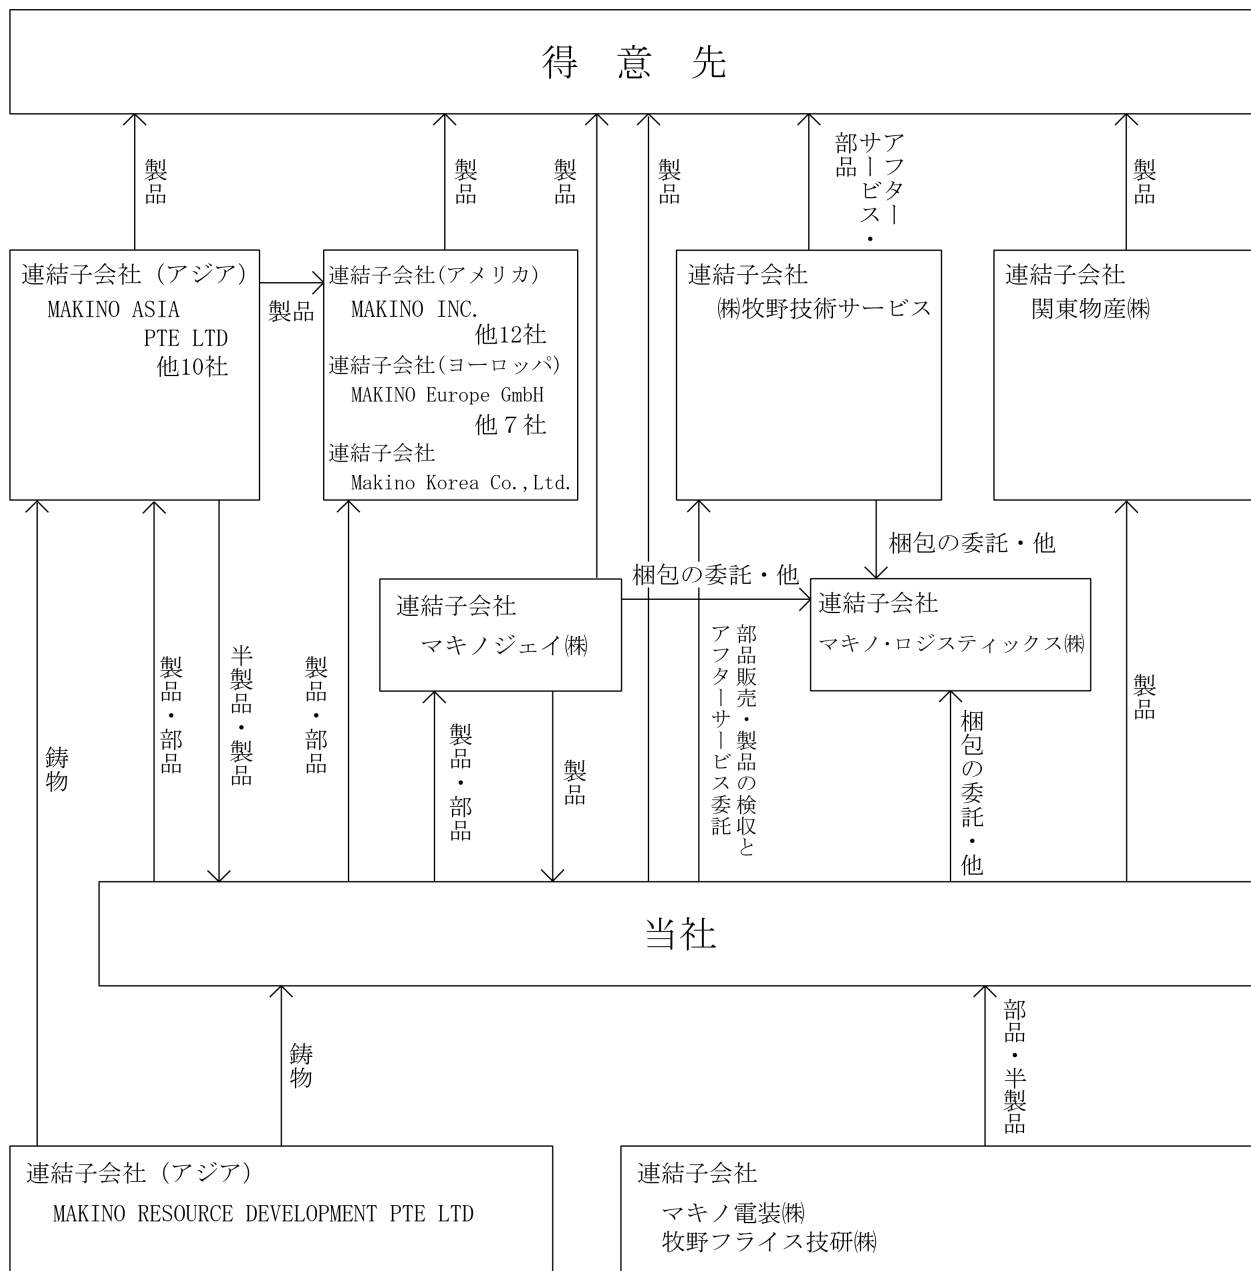 得 意 先
製品
製品
製品
製品
アフター
サービス・
部品
製品
連結子会社（アジア）
MAKINO ASIA
PTE LTD
他10社
製品
連結子会社(アメリカ)
MAKINO INC.
他12社
連結子会社(ヨーロッパ)
MAKINO Europe GmbH
他７社
連結子会社
Makino Korea Co.,Ltd.
連結子会社
㈱牧野技術サービス
連結子会社
関東物産㈱
梱包の委託・他
梱包の委託・他
連結子会社
マキノジェイ㈱
連結子会社
マキノ・ロジスティックス㈱
鋳物
製品・部品
半製品・製品
製品・部品
製品・部品
製品
部品販売・製品の検収と
アフターサービス委託
梱包の委託・他
製品
当社
鋳物
部品・半製品
連結子会社（アジア）
MAKINO RESOURCE DEVELOPMENT PTE LTD
連結子会社
マキノ電装㈱
牧野フライス技研㈱